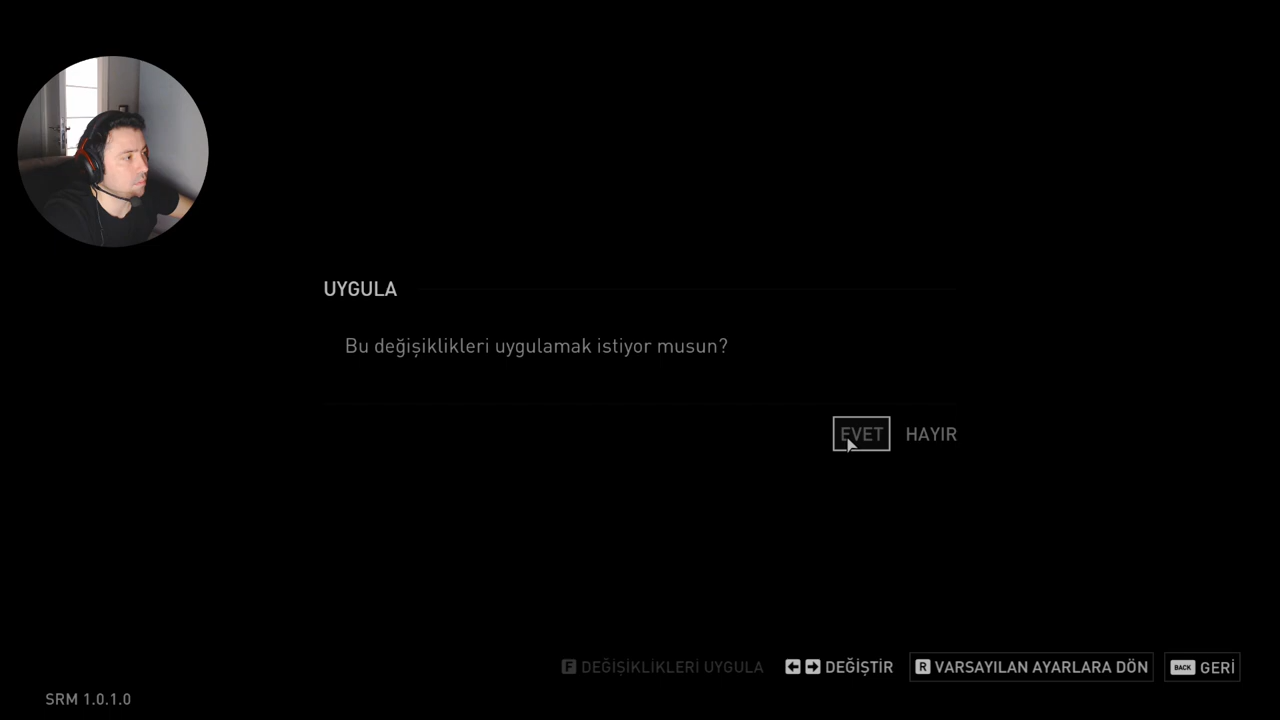 UYGULA
Bu değişiklikleri uygulamak istiyor musun?
EVET HAYIR
F DEĞİŞİKLİKLERİ UYGULA DEĞİŞTİR R VARSAYILAN AYARLARA DÖN BACK GERİ
SRM 1.0.1.0